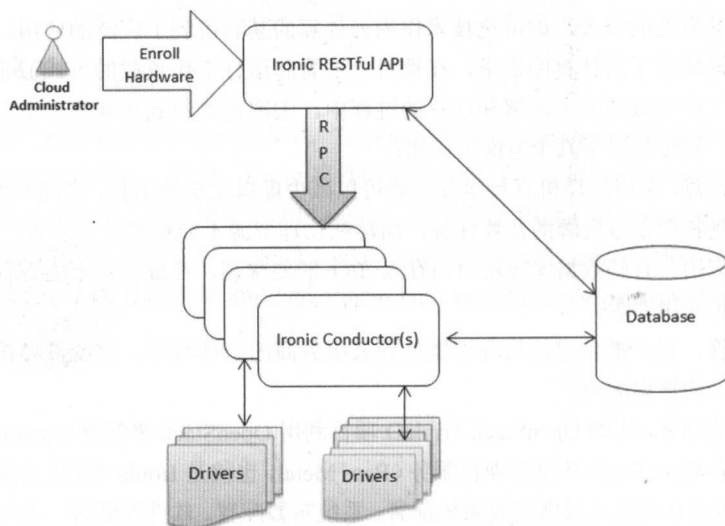 Enroll
Hardware
Cloud
Administrator
Ironic RESTful API
R
P
C
Ironic Conductor(s)
Database
Drivers
Drivers